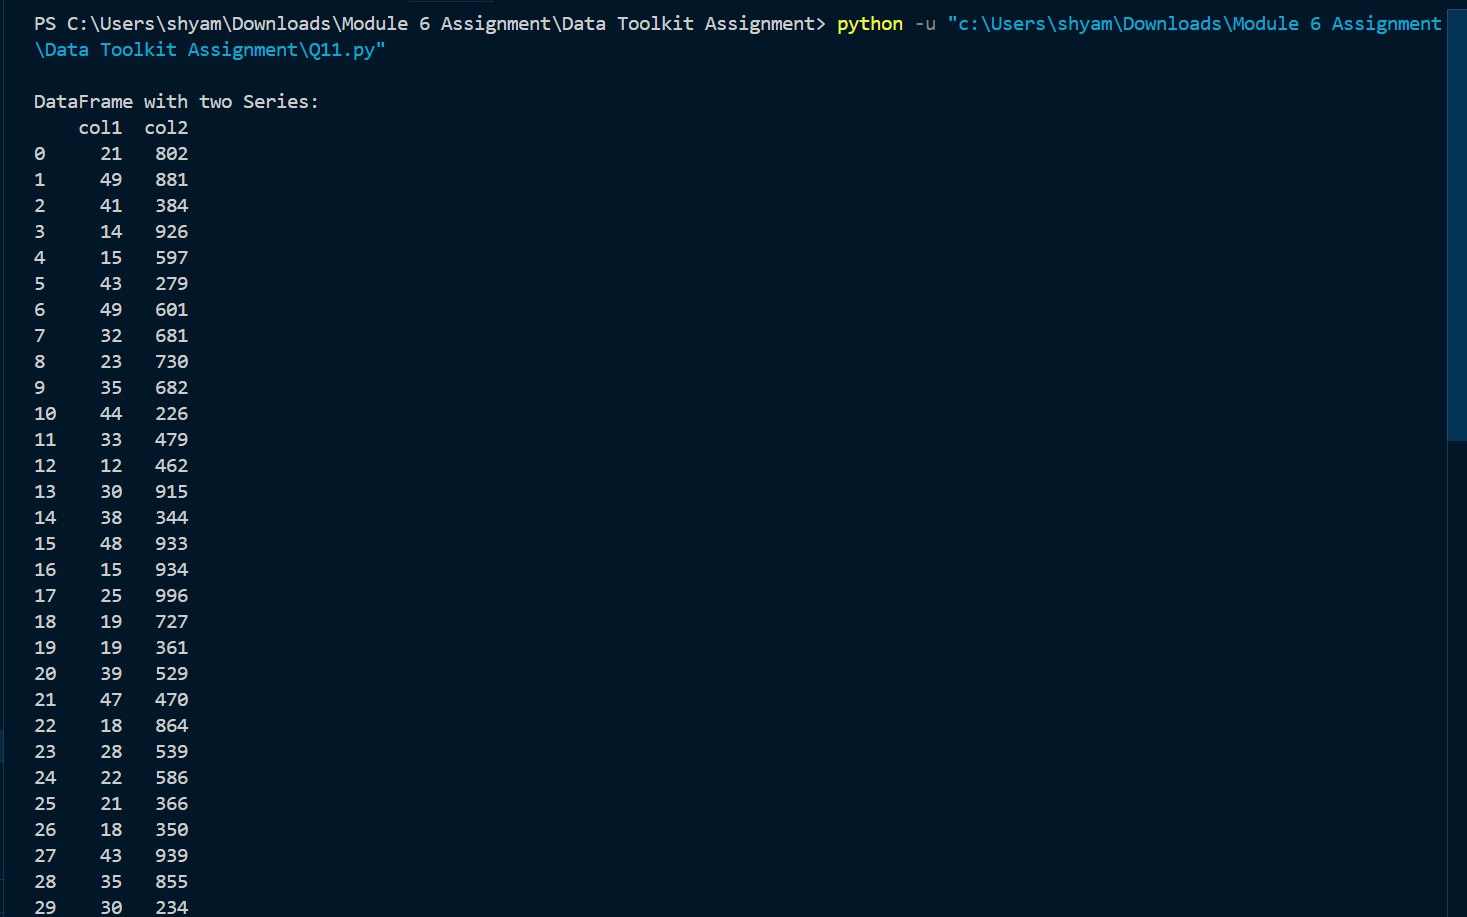 PS C:\Users\shyam\Downloads\Module 6 Assignment\Data Toolkit Assignment> python -u "c:\Users\shyam\Downloads\Module 6 Assignment
\Data Toolkit Assignment\Q11.py"
DataFrame with two Series:
    col1  col2
0     21   802
1     49   881
2     41   384
3     14   926
4     15   597
5     43   279
6     49   601
7     32   681
8     23   730
9     35   682
10    44   226
11    33   479
12    12   462
13    30   915
14    38   344
15    48   933
16    15   934
17    25   996
18    19   727
19    19   361
20    39   529
21    47   470
22    18   864
23    28   539
24    22   586
25    21   366
26    18   350
27    43   939
28    35   855
29    30   234